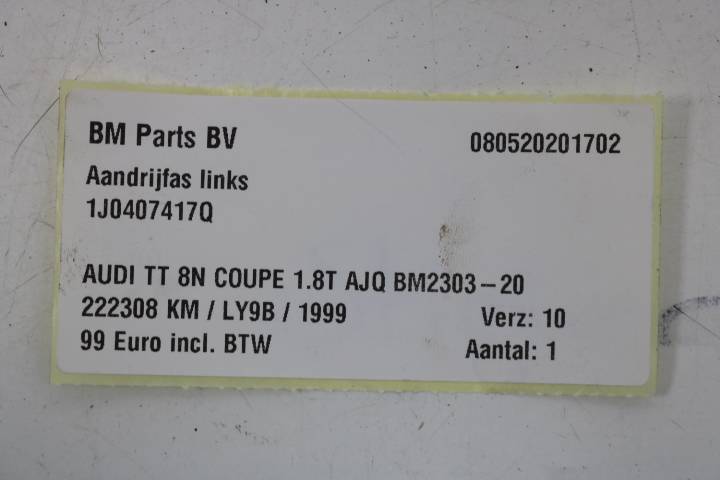 BM Parts BV 080520201702
Aandrijfas links
1J0407417Q
AUDI TT 8N COUPE 1.8T AJQ BM2303-20
222308 KM / LY9B / 1999 Verz: 10
99 Euro incl. BTW Aantal: 1